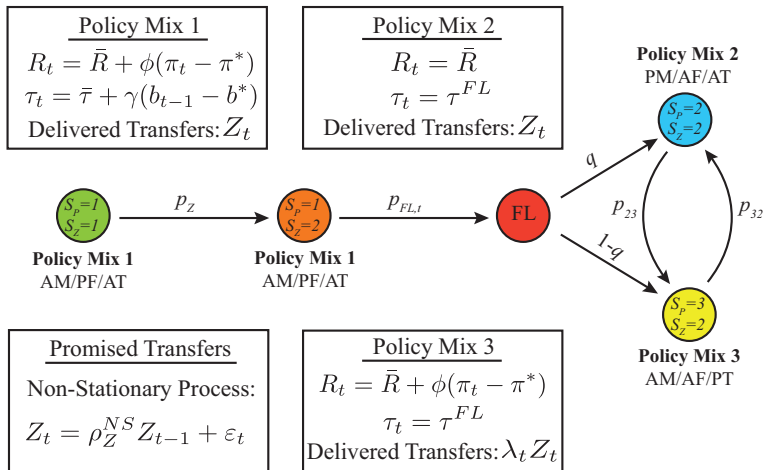 Policy Mix 1
R_t = R̄ + ϕ(π_t − π*)
τ_t = τ̄ + γ(b_{t−1} − b*)
Delivered Transfers: Z_t
Policy Mix 2
R_t = R̄
τ_t = τ^{FL}
Delivered Transfers: Z_t
Policy Mix 2
PM/AF/AT
S_P=2
S_Z=2
q
p_{23}
p_{32}
1-q
S_P=1
S_Z=1
p_Z
S_P=1
S_Z=2
p_{FL,t}
FL
Policy Mix 1
AM/PF/AT
Policy Mix 1
AM/PF/AT
S_P=3
S_Z=2
Policy Mix 3
AM/AF/PT
Promised Transfers
Non-Stationary Process:
Z_t = ρ_Z^{NS} Z_{t−1} + ε_t
Policy Mix 3
R_t = R̄ + ϕ(π_t − π*)
τ_t = τ^{FL}
Delivered Transfers: λ_t Z_t